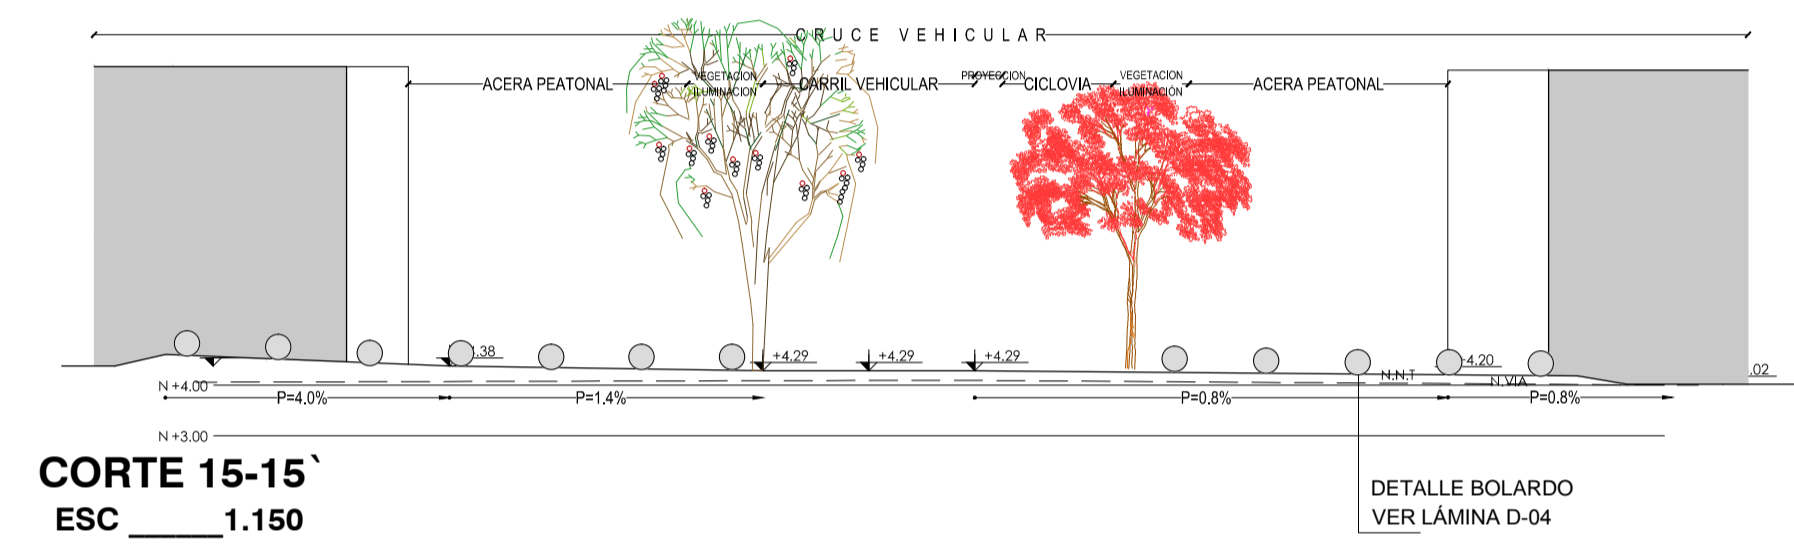 CRUCE VEHICULAR
ACERA PEATONAL
VEGETACION
ILUMINACION
CARRIL VEHICULAR
PROYECCION
CICLOVIA
VEGETACION
ILUMINACIÓN
ACERA PEATONAL
.38
+4.29
+4.29
+4.29
4.20
.02
N.N.T
N.VIA
N +4.00
P=4.0%
P=1.4%
P=0.8%
P=0.8%
N +3.00
CORTE 15-15`
ESC ______1.150
DETALLE BOLARDO
VER LÁMINA D-04